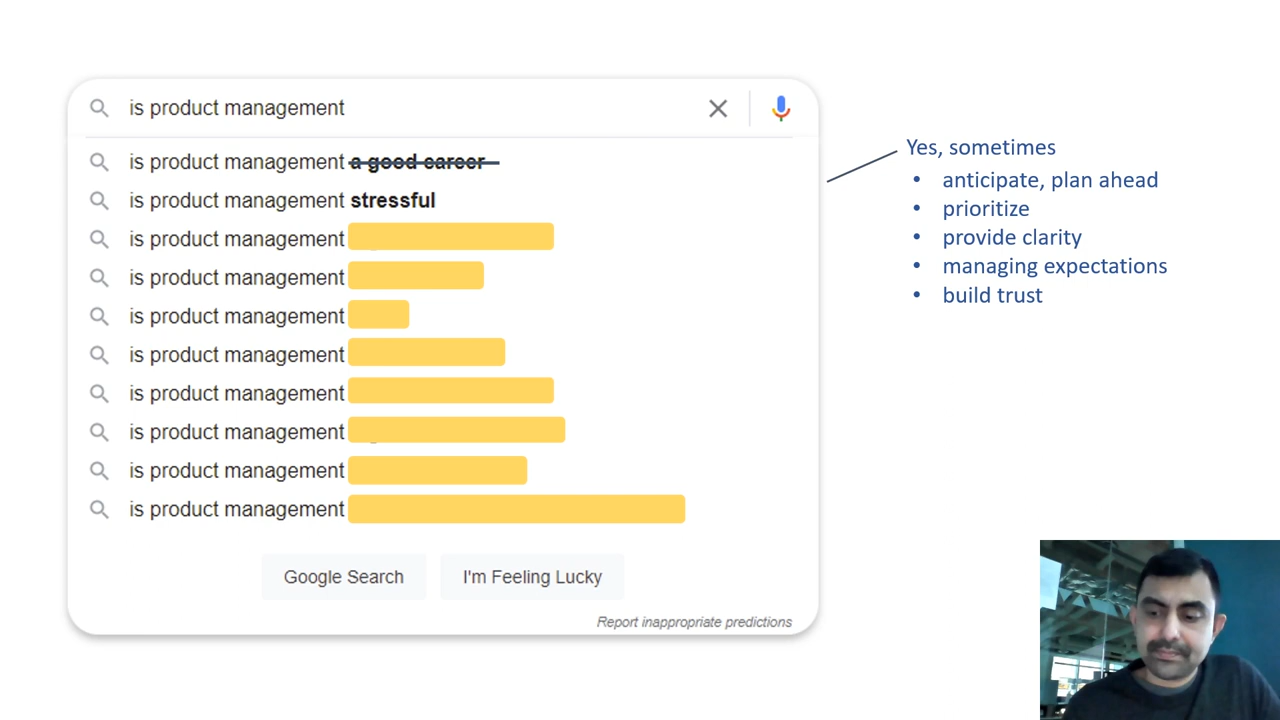 is product management
is product management a good career
is product management stressful
is product management
is product management
is product management
is product management
is product management
is product management
is product management
is product management
Google Search
I'm Feeling Lucky
Report inappropriate predictions
Yes, sometimes
• anticipate, plan ahead
• prioritize
• provide clarity
• managing expectations
• build trust